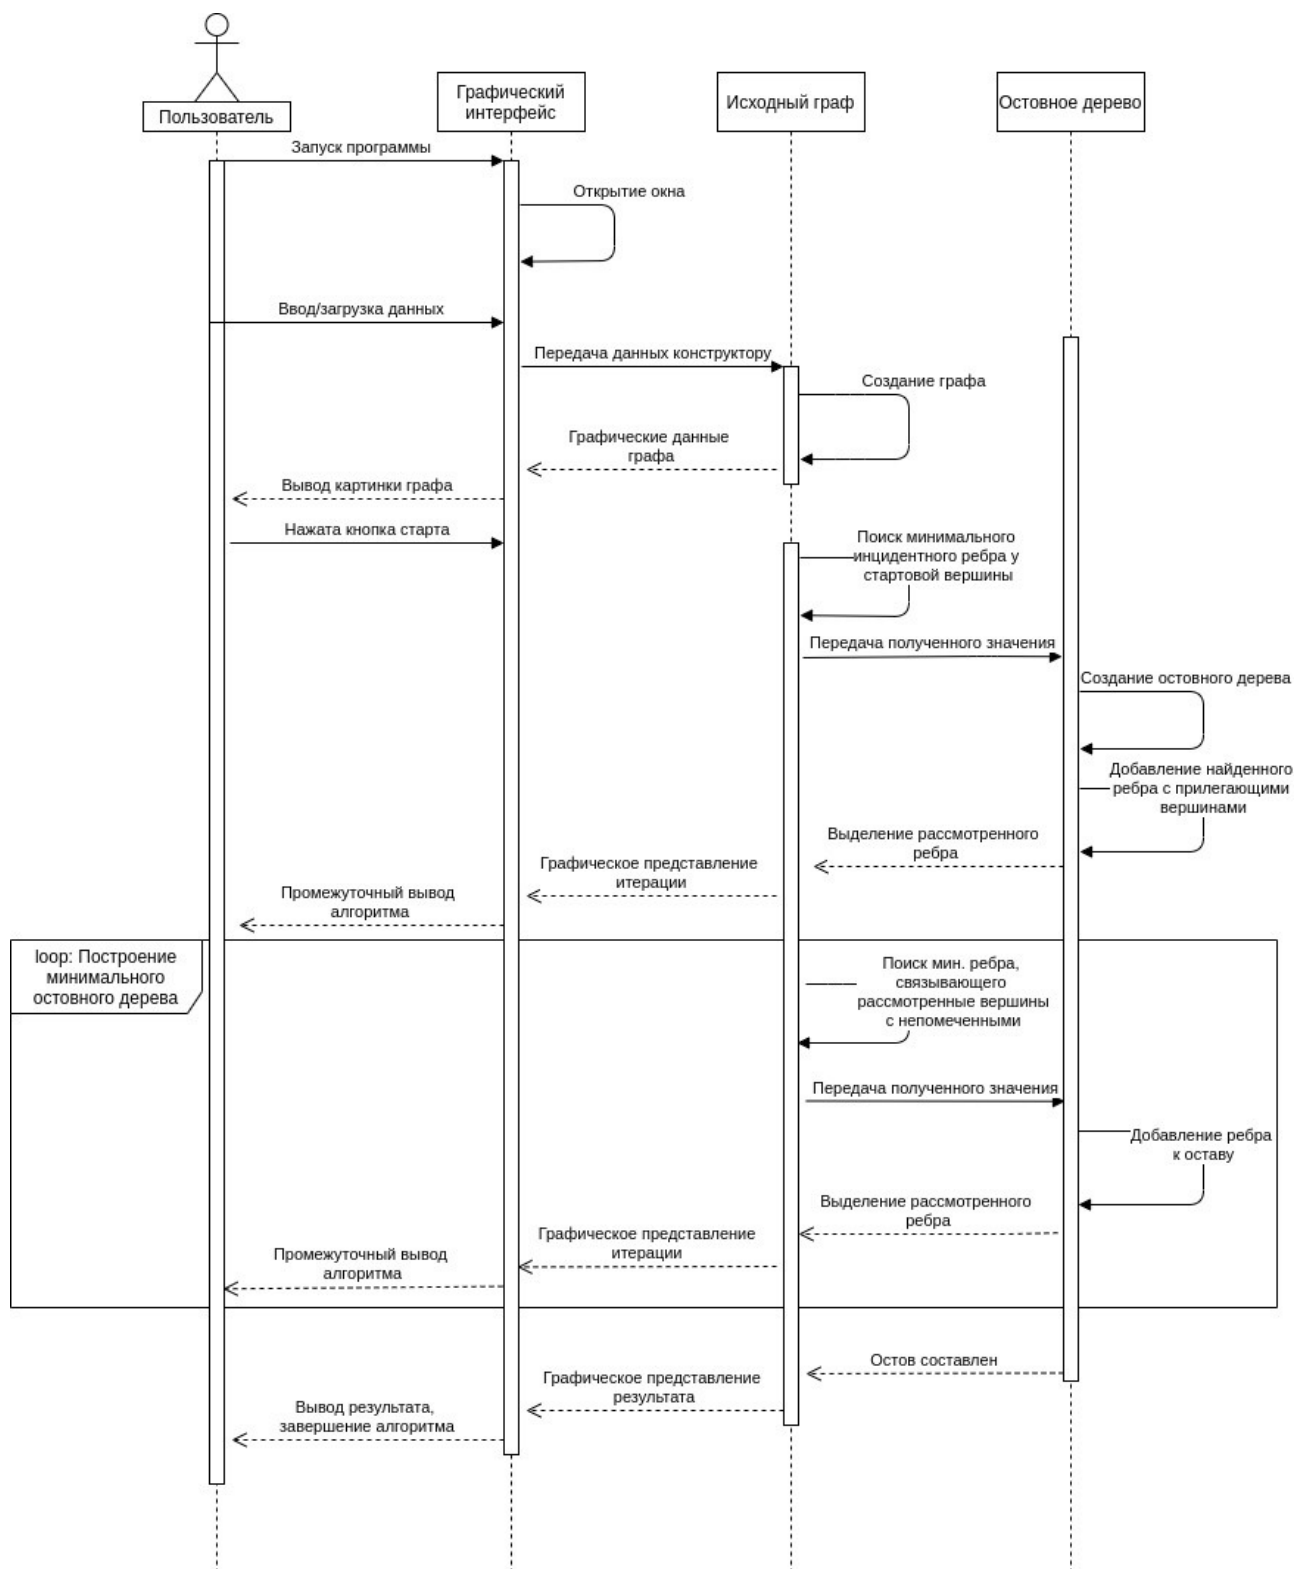 Пользователь
Графический
интерфейс
Исходный граф
Остовное дерево
Запуск программы
Открытие окна
Ввод/загрузка данных
Передача данных конструктору
Создание графа
Графические данные
графа
Вывод картинки графа
Нажата кнопка старта
Поиск минимального
инцидентного ребра у
стартовой вершины
Передача полученного значения
Создание остовного дерева
Добавление найденного
ребра с прилегающими
вершинами
Выделение рассмотренного
ребра
Графическое представление
итерации
Промежуточный вывод
алгоритма
loop: Построение
минимального
остовного дерева
Поиск мин. ребра,
связывающего
рассмотренные вершины
с непомеченными
Передача полученного значения
Добавление ребра
к оставу
Выделение рассмотренного
ребра
Графическое представление
итерации
Промежуточный вывод
алгоритма
Остов составлен
Графическое представление
результата
Вывод результата,
завершение алгоритма